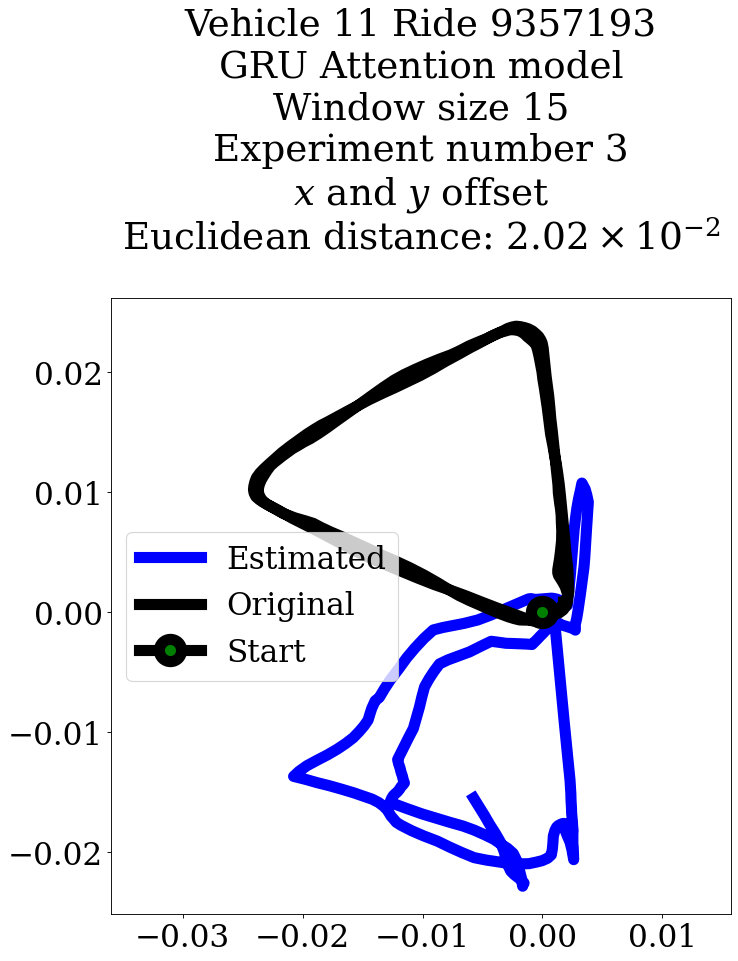 Vehicle 11 Ride 9357193
GRU Attention model
Window size 15
Experiment number 3
x and y offset
Euclidean distance: 2.02 × 10⁻²
0.02
0.01
0.00
−0.01
−0.02
Estimated
Original
Start
−0.03
−0.02
−0.01
0.00
0.01